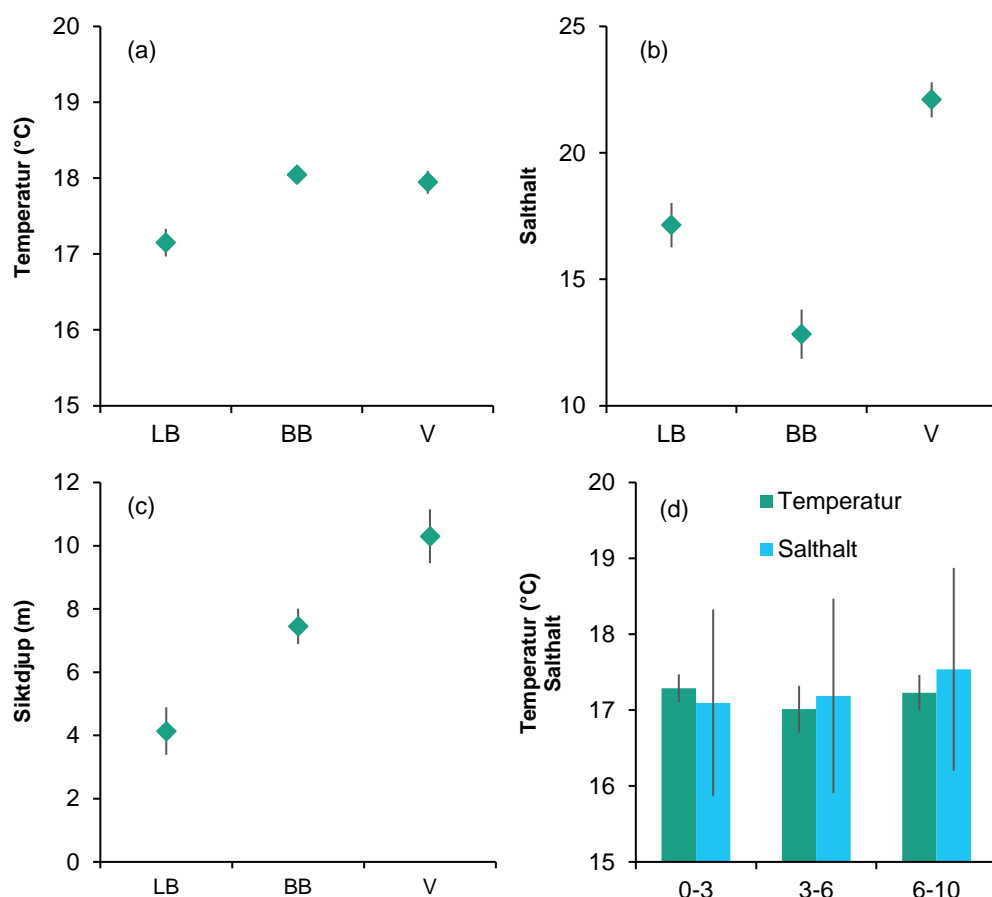 (a)
Temperatur (°C)
20
19
18
17
16
15
LB BB V
(b)
Salthalt
25
20
15
10
LB BB V
(c)
Siktdjup (m)
12
10
8
6
4
2
0
LB BB V
(d)
Temperatur
Salthalt
Temperatur (°C)
Salthalt
20
19
18
17
16
15
0-3 3-6 6-10